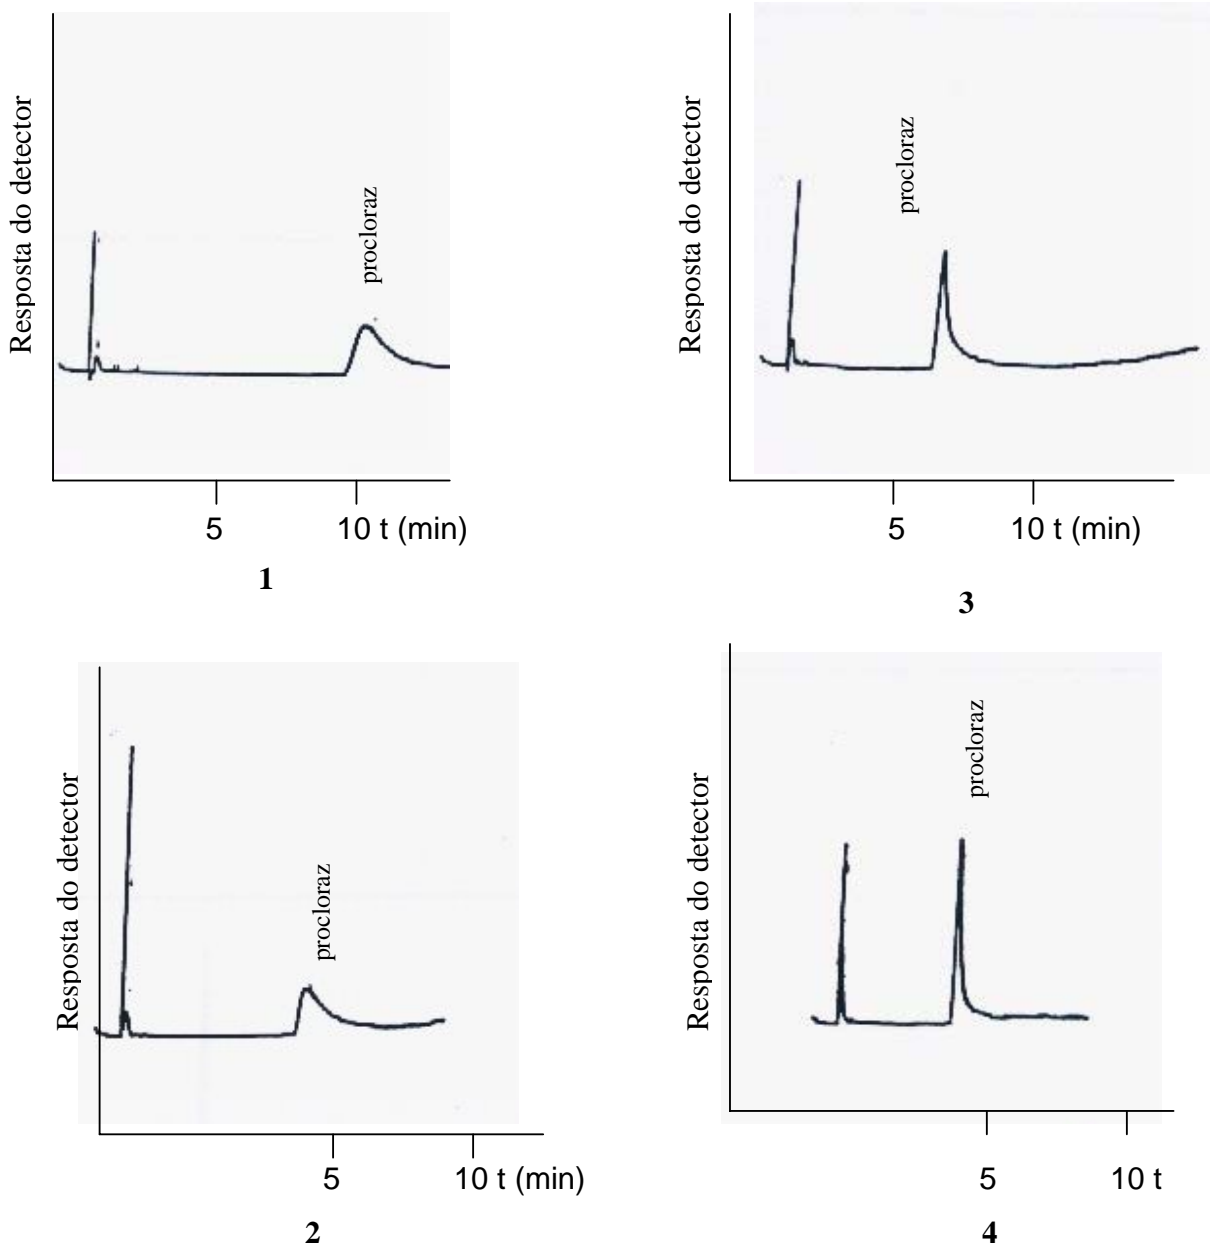 Resposta do detector
procloraz
5
10 t (min)
1
Resposta do detector
procloraz
5
10 t (min)
3
Resposta do detector
procloraz
5
10 t (min)
2
Resposta do detector
procloraz
5
10 t
4